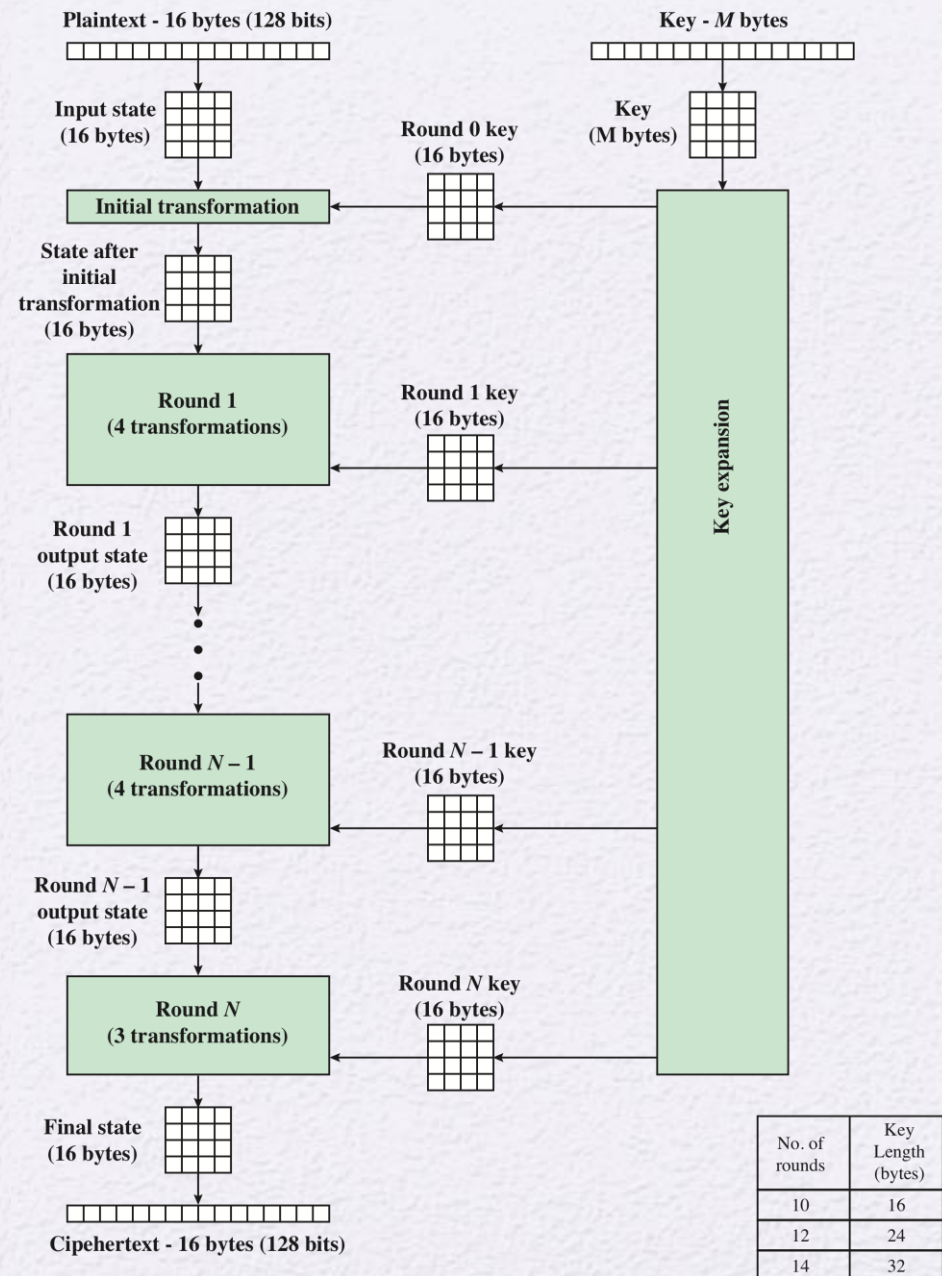 Plaintext - 16 bytes (128 bits)
Key - M bytes
Input state
(16 bytes)
Key
(M bytes)
Round 0 key
(16 bytes)
Initial transformation
State after
initial
transformation
(16 bytes)
Round 1
(4 transformations)
Round 1 key
(16 bytes)
Key expansion
Round 1
output state
(16 bytes)
Round N – 1
(4 transformations)
Round N – 1 key
(16 bytes)
Round N – 1
output state
(16 bytes)
Round N
(3 transformations)
Round N key
(16 bytes)
Final state
(16 bytes)
Cipehertext - 16 bytes (128 bits)
No. of
rounds
Key
Length
(bytes)
10 16
12 24
14 32